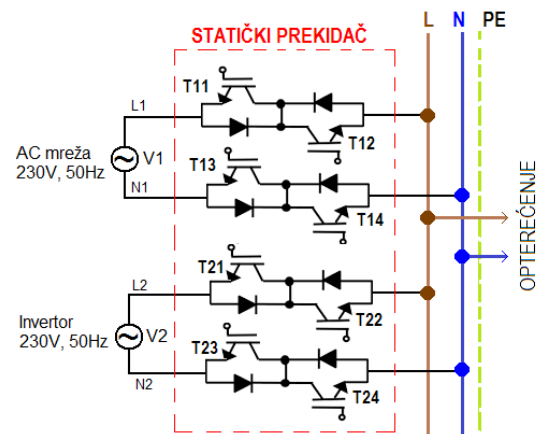 L N PE
STATIČKI PREKIDAČ
T11
L1
T12
AC mreža
230V, 50Hz
V1
T13
N1
T14
OPTEREĆENJE
T21
L2
T22
Invertor
230V, 50Hz
V2
T23
N2
T24